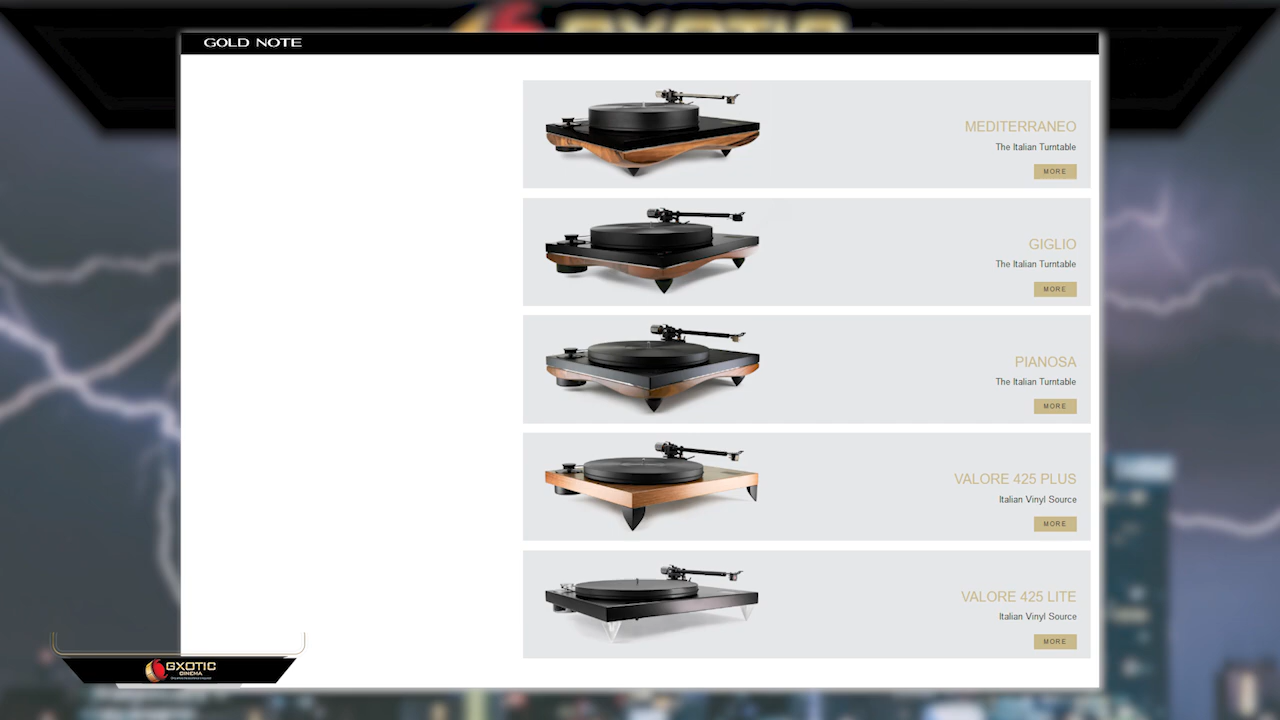 GXOTIC
GOLD NOTE
MEDITERRANEO
The Italian Turntable
MORE
GIGLIO
The Italian Turntable
MORE
PIANOSA
The Italian Turntable
MORE
VALORE 425 PLUS
Italian Vinyl Source
MORE
VALORE 425 LITE
Italian Vinyl Source
MORE
GXOTIC
CINEMA